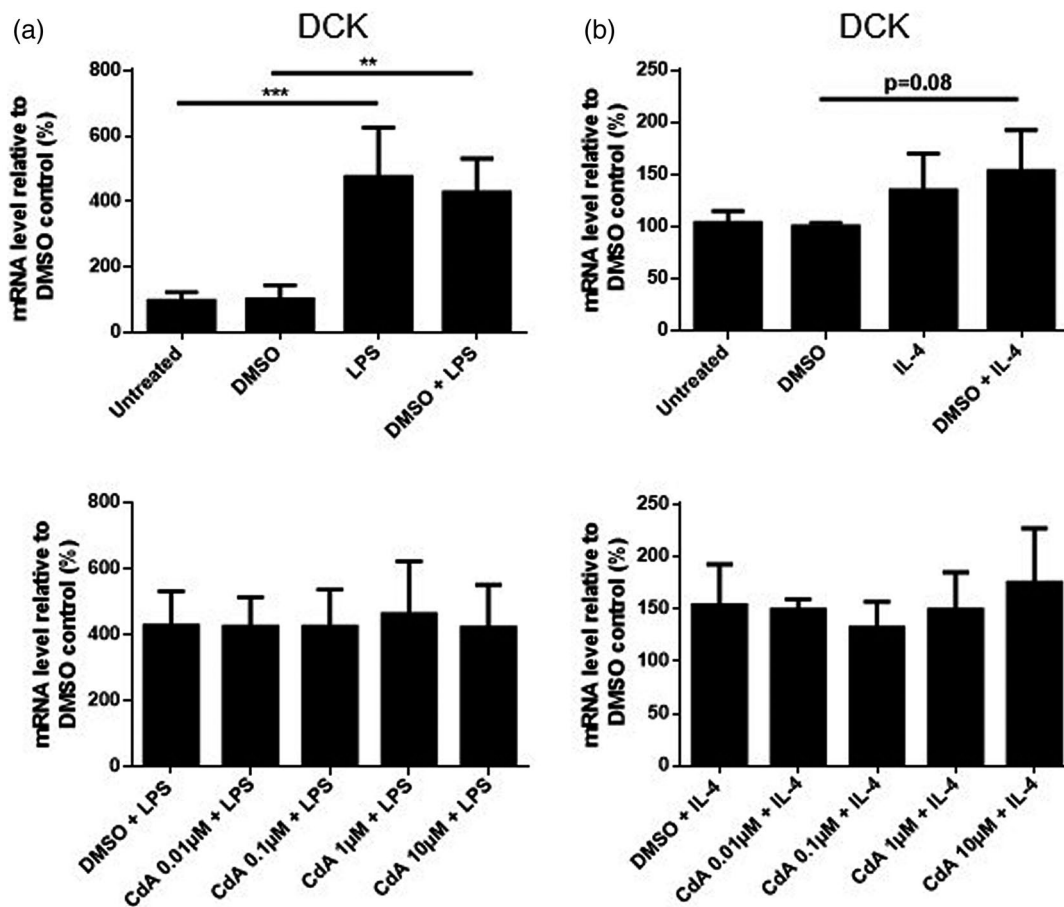 (a)
DCK
mRNA level relative to
DMSO control (%)
800
600
400
200
0
**
***
Untreated
DMSO
LPS
DMSO + LPS
(b)
DCK
mRNA level relative to
DMSO control (%)
250
200
150
100
50
0
p=0.08
Untreated
DMSO
IL-4
DMSO + IL-4
mRNA level relative to
DMSO control (%)
800
600
400
200
0
DMSO + LPS
CdA 0.01µM + LPS
CdA 0.1µM + LPS
CdA 1µM + LPS
CdA 10µM + LPS
mRNA level relative to
DMSO control (%)
250
200
150
100
50
0
DMSO + IL-4
CdA 0.01µM + IL-4
CdA 0.1µM + IL-4
CdA 1µM + IL-4
CdA 10µM + IL-4